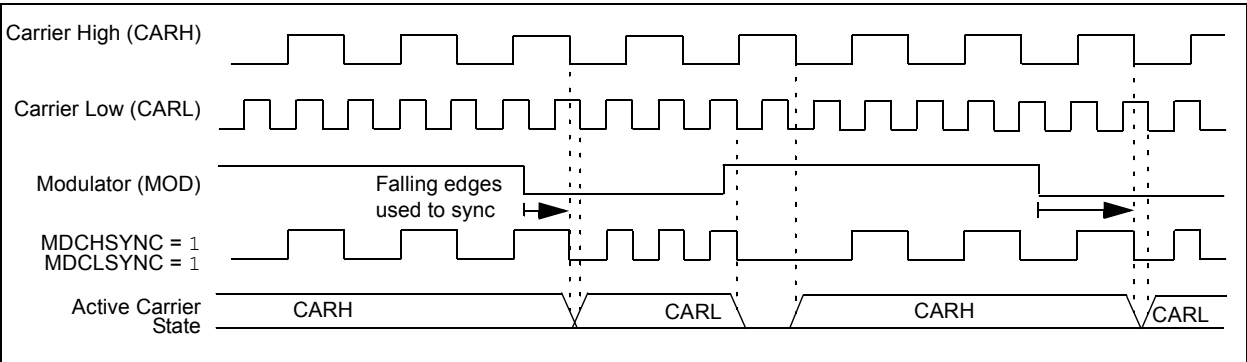 Carrier High (CARH)
Carrier Low (CARL)
Modulator (MOD)
Falling edges
used to sync
MDCHSYNC = 1
MDCLSYNC = 1
Active Carrier
State
CARH
CARL
CARH
CARL